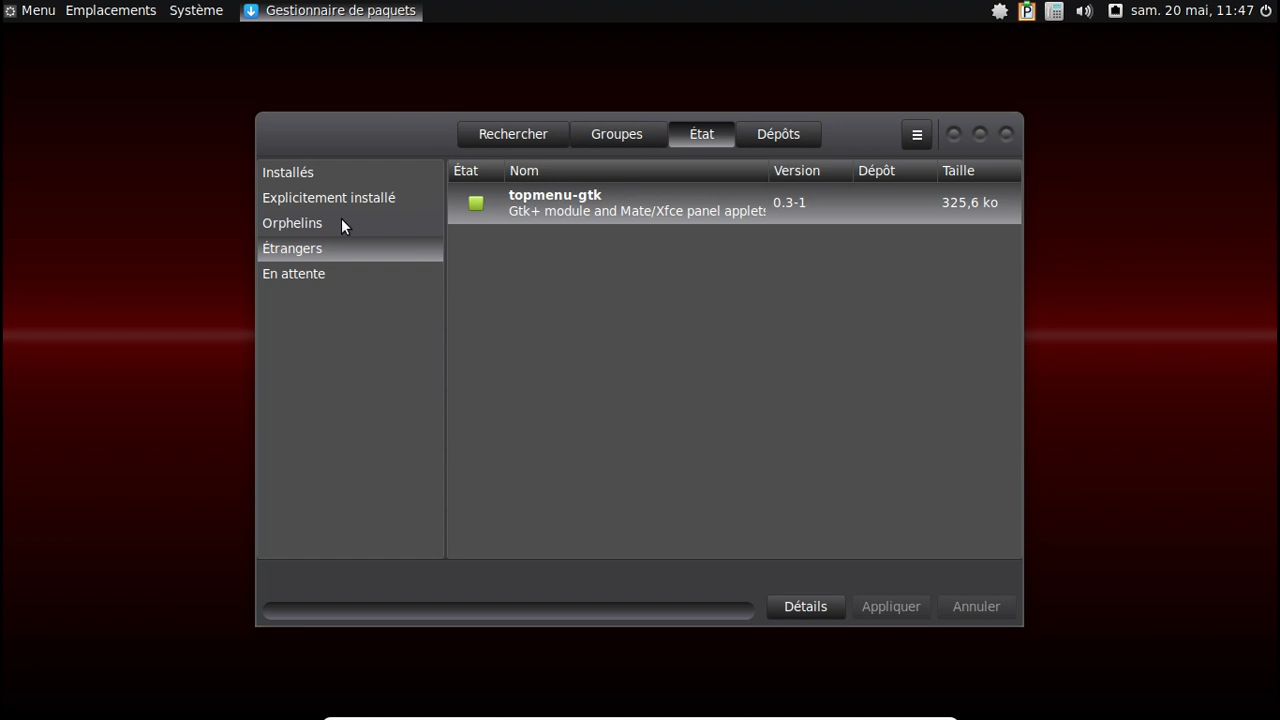 Menu Emplacements Système Gestionnaire de paquets sam. 20 mai, 11:47
Rechercher Groupes État Dépôts
Installés
Explicitement installé
Orphelins
Étrangers
En attente
État Nom Version Dépôt Taille
topmenu-gtk 0.3-1 325,6 ko
Gtk+ module and Mate/Xfce panel applets
Détails Appliquer Annuler